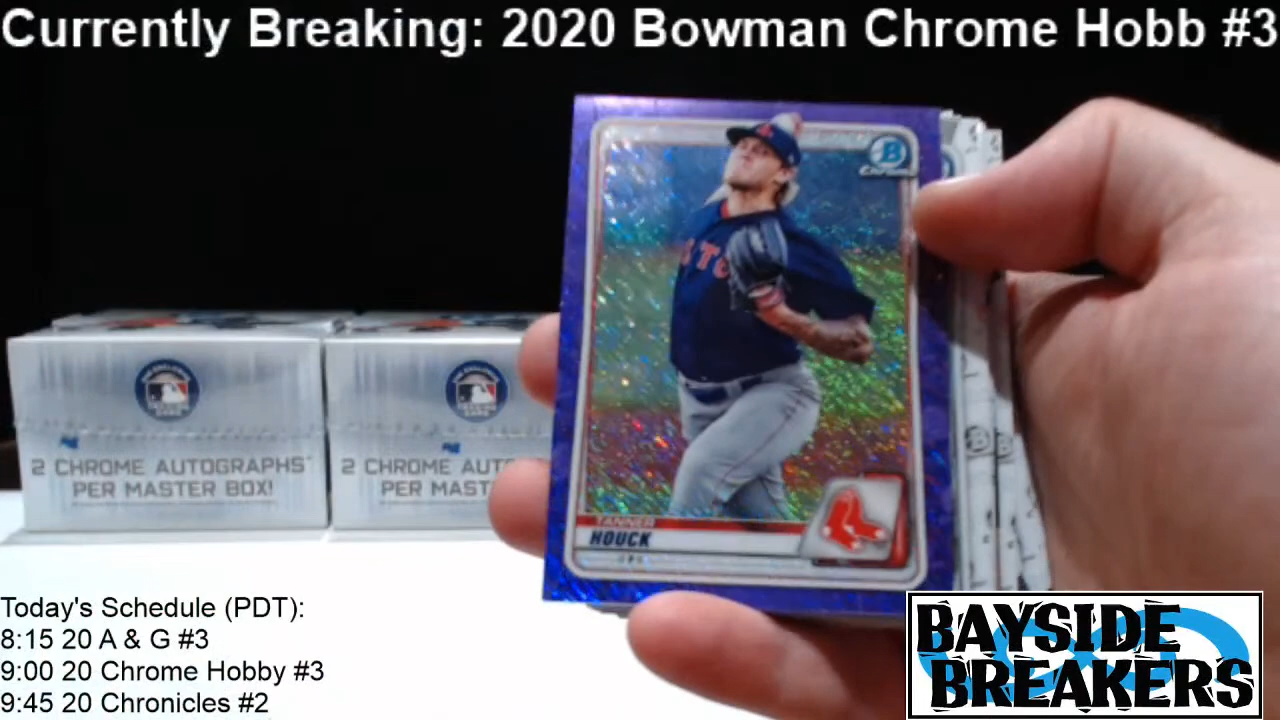 Currently Breaking: 2020 Bowman Chrome Hobb #3
B
CHROME
TANNER
HOUCK
2 CHROME AUTOGRAPHS
PER MASTER BOX!
2 CHROME AUT
PER MAST
Today's Schedule (PDT):
8:15 20 A & G #3
9:00 20 Chrome Hobby #3
9:45 20 Chronicles #2
BAYSIDE
BREAKERS